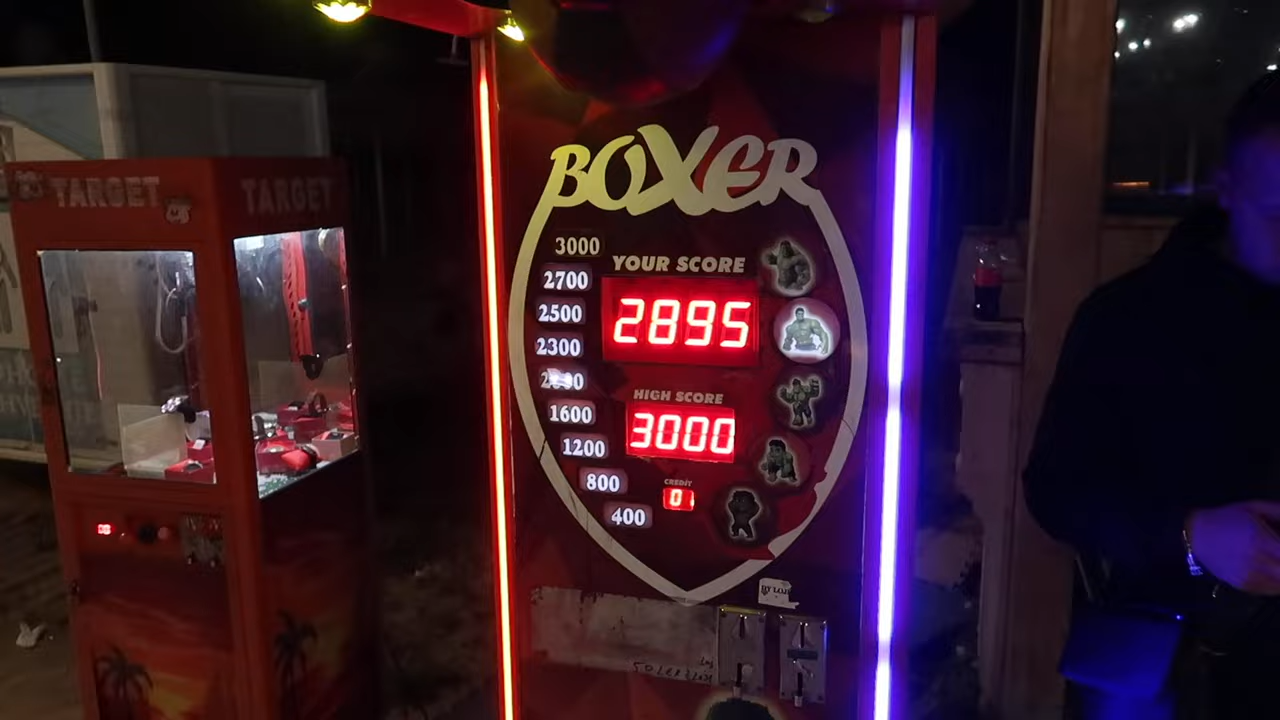 TARGET
TARGET
BOXER
3000
YOUR SCORE
2700
2895
2500
2300
HIGH SCORE
1600
3000
1200
CREDIT
800
0
400